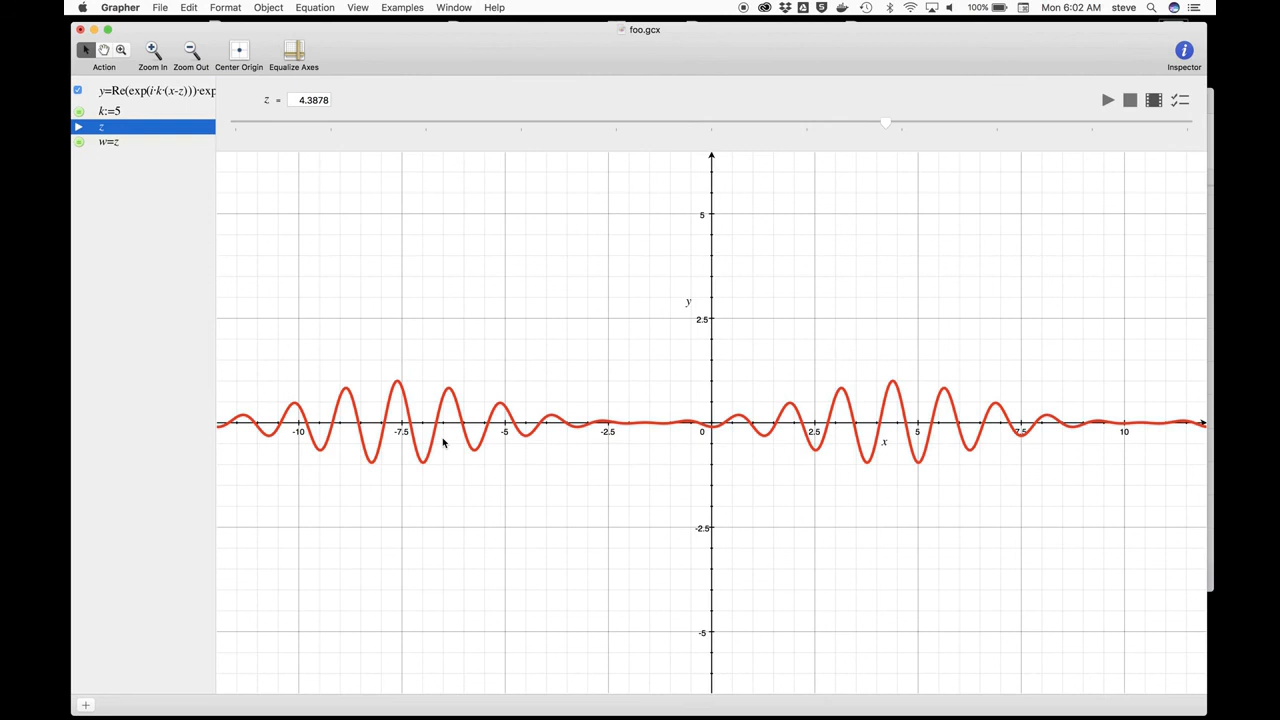 Grapher File Edit Format Object Equation View Examples Window Help 100% Mon 6:02 AM steve
foo.gcx
Action Zoom In Zoom Out Center Origin Equalize Axes Inspector
y=Re(exp(i·k·(x-z)))·exp
k:=5
z
w=z
z = 4.3878
5
y
2.5
-10 -7.5 -5 -2.5 0 2.5 5 7.5 10
x
-2.5
-5